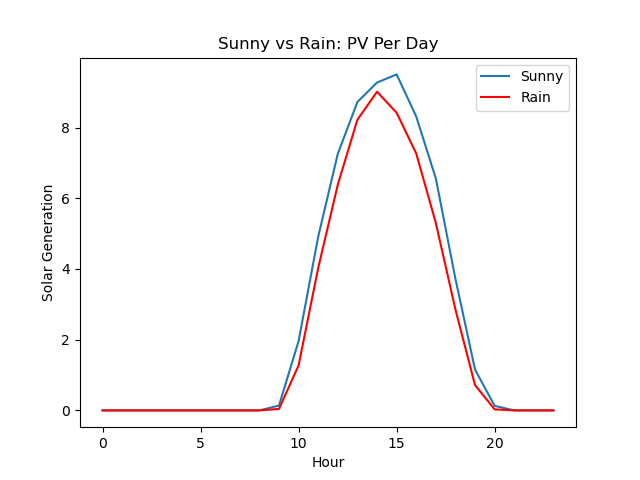 Sunny vs Rain: PV Per Day
Sunny
Rain
Solar Generation
8
6
4
2
0
0 5 10 15 20
Hour